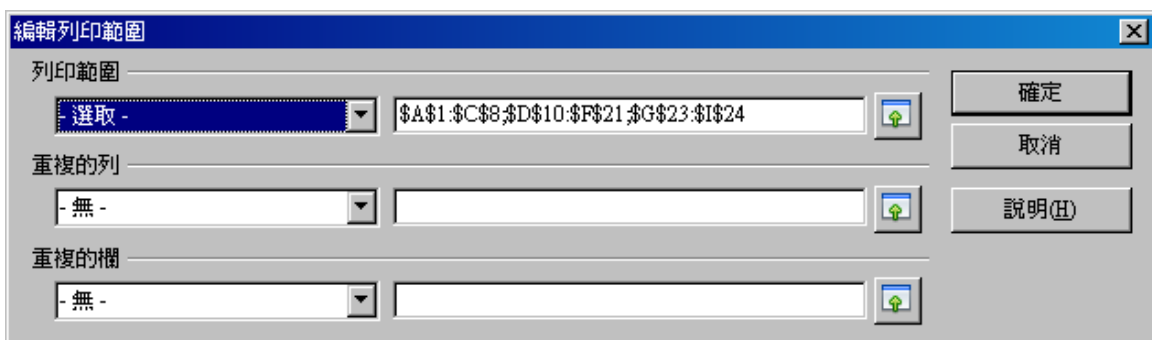 編輯列印範圍
列印範圍
- 選取 -
$A$1:$C$8;$D$10:$F$21;$G$23:$I$24
重複的列
- 無 -
重複的欄
- 無 -
確定
取消
說明(H)